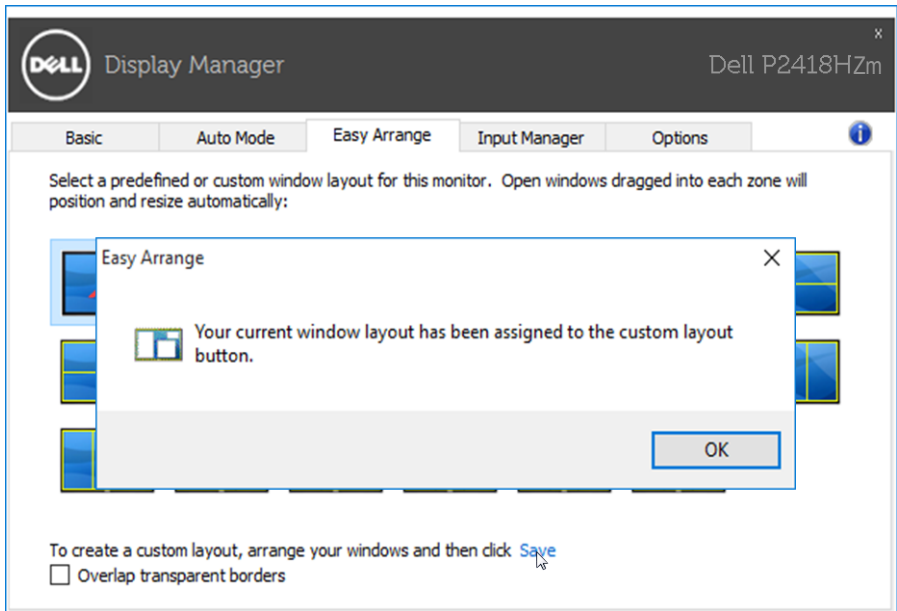 x
DELL Display Manager Dell P2418HZm
Basic Auto Mode Easy Arrange Input Manager Options i
Select a predefined or custom window layout for this monitor. Open windows dragged into each zone will
position and resize automatically:
Easy Arrange
Your current window layout has been assigned to the custom layout
button.
OK
To create a custom layout, arrange your windows and then click Save
Overlap transparent borders